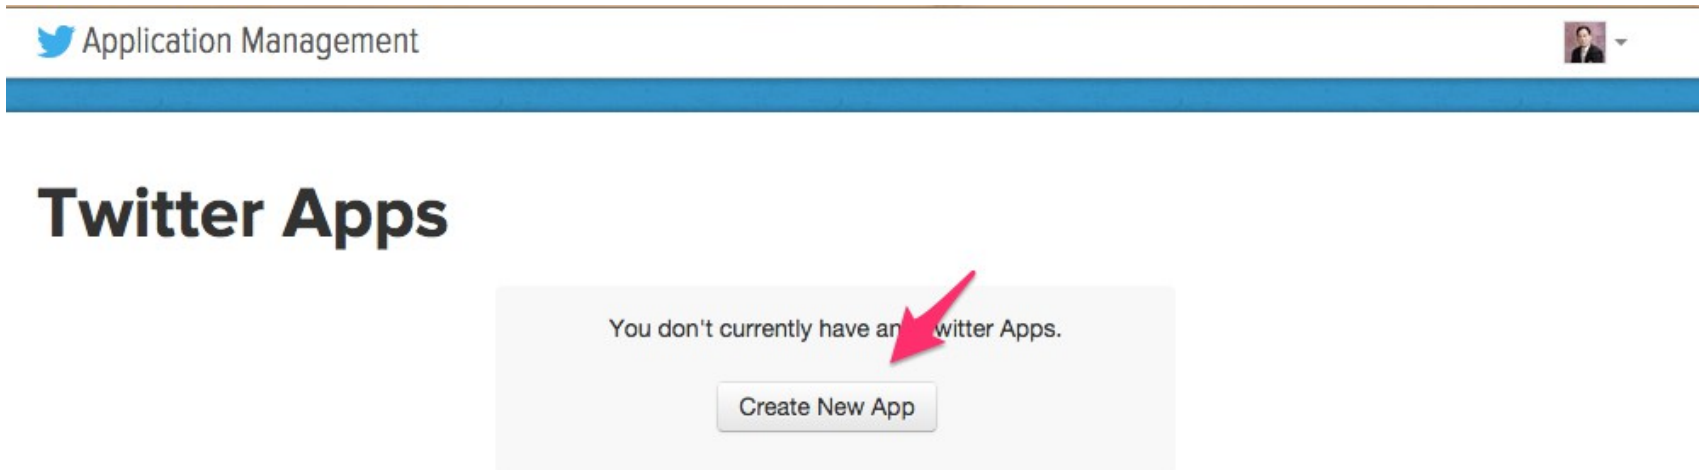 Application Management
Twitter Apps
You don't currently have an witter Apps.
Create New App